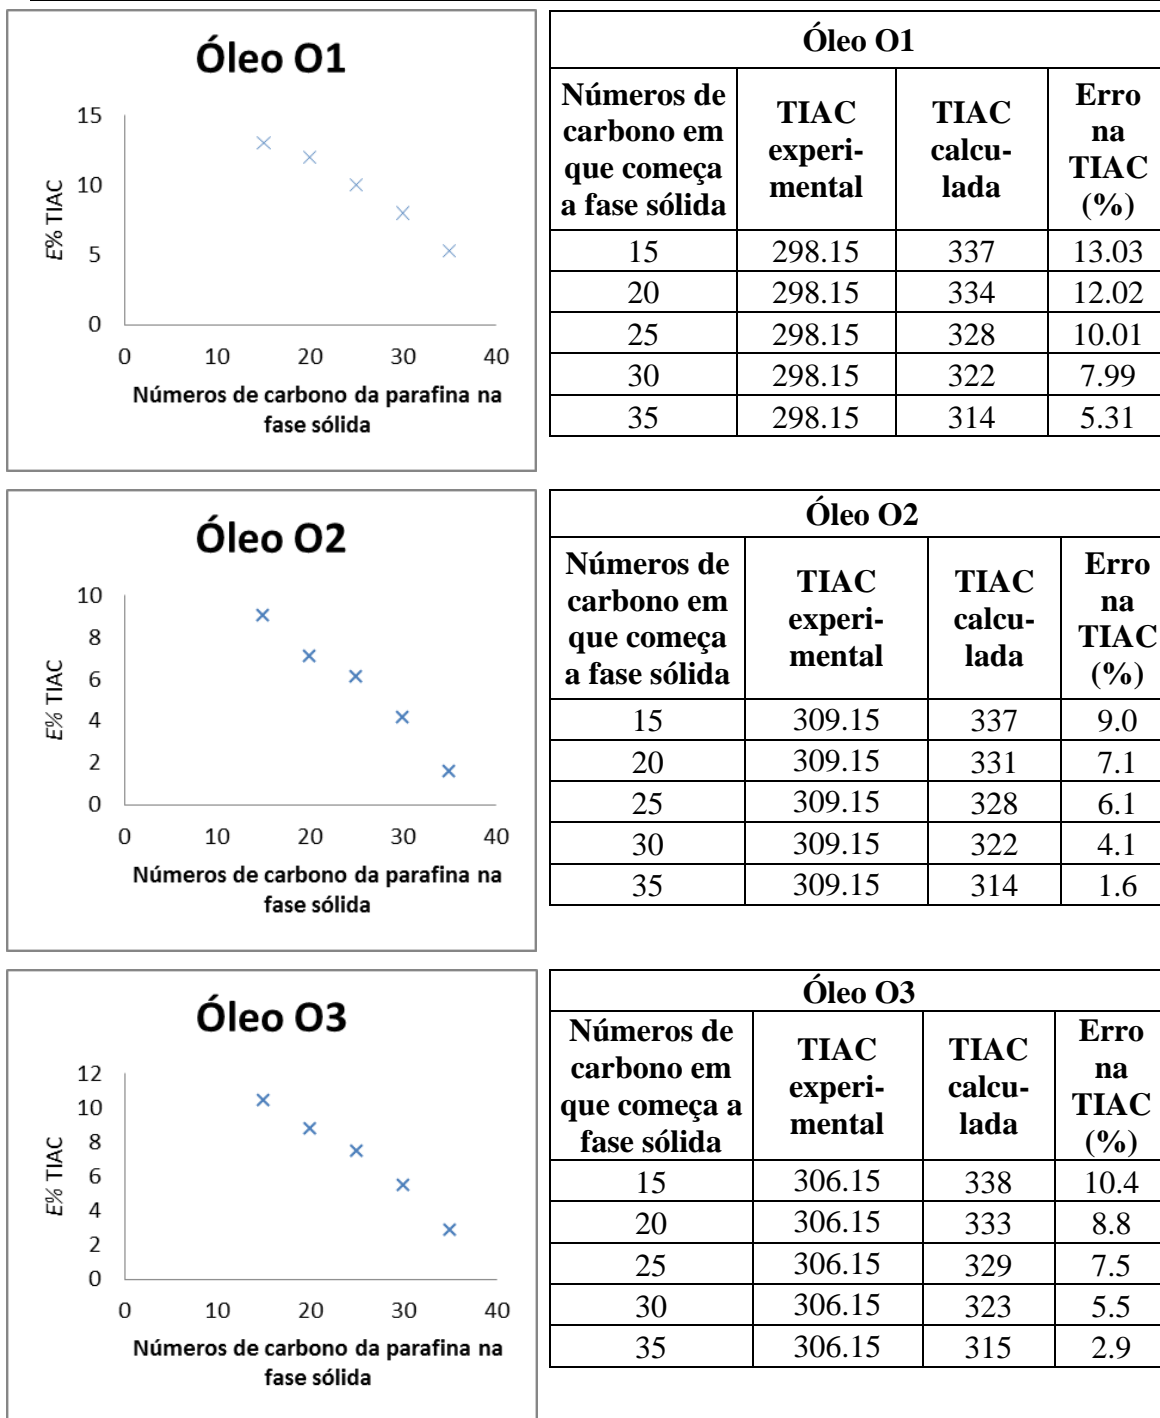 Óleo O1
15
10
5
0
E% TIAC
0 10 20 30 40
Números de carbono da parafina na
fase sólida
Óleo O1
Números de
carbono em
que começa
a fase sólida
TIAC
experi-
mental
TIAC
calcu-
lada
Erro
na
TIAC
(%)
15 298.15 337 13.03
20 298.15 334 12.02
25 298.15 328 10.01
30 298.15 322 7.99
35 298.15 314 5.31
Óleo O2
10
8
6
4
2
0
E% TIAC
0 10 20 30 40
Números de carbono da parafina na
fase sólida
Óleo O2
Números de
carbono em
que começa
a fase sólida
TIAC
experi-
mental
TIAC
calcu-
lada
Erro
na
TIAC
(%)
15 309.15 337 9.0
20 309.15 331 7.1
25 309.15 328 6.1
30 309.15 322 4.1
35 309.15 314 1.6
Óleo O3
12
10
8
6
4
2
0
E% TIAC
0 10 20 30 40
Números de carbono da parafina na
fase sólida
Óleo O3
Números de
carbono em
que começa a
fase sólida
TIAC
experi-
mental
TIAC
calcu-
lada
Erro
na
TIAC
(%)
15 306.15 338 10.4
20 306.15 333 8.8
25 306.15 329 7.5
30 306.15 323 5.5
35 306.15 315 2.9